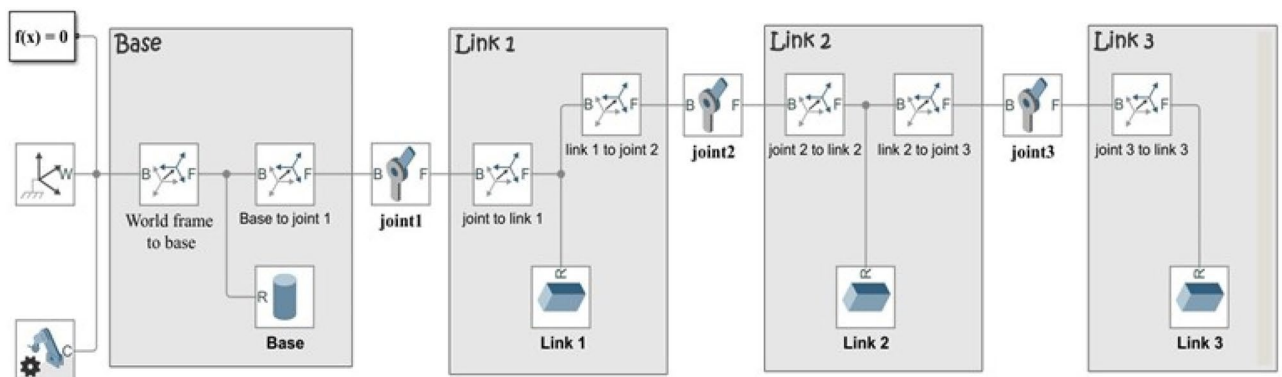 f(x) = 0
Base
Link 1
Link 2
Link 3
B F
link 1 to joint 2
B F
joint2
B F
joint 2 to link 2
B F
link 2 to joint 3
B F
joint3
B F
joint 3 to link 3
W
B F
World frame
to base
B F
Base to joint 1
B F
joint1
B F
joint to link 1
R
Base
R
Link 1
R
Link 2
R
Link 3
C